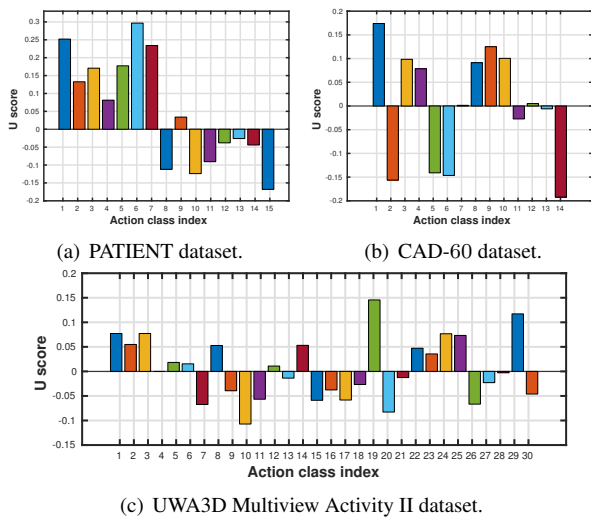 0.35
0.3
0.25
0.2
0.15
0.1
0.05
0
-0.05
-0.1
-0.15
-0.2
U score
1 2 3 4 5 6 7 8 9 10 11 12 13 14 15
Action class index
(a) PATIENT dataset.
0.2
0.15
0.1
0.05
0
-0.05
-0.1
-0.15
-0.2
U score
1 2 3 4 5 6 7 8 9 10 11 12 13 14
Action class index
(b) CAD-60 dataset.
0.2
0.15
0.1
0.05
0
-0.05
-0.1
-0.15
U score
1 2 3 4 5 6 7 8 9 10 11 12 13 14 15 16 17 18 19 20 21 22 23 24 25 26 27 28 29 30
Action class index
(c) UWA3D Multiview Activity II dataset.